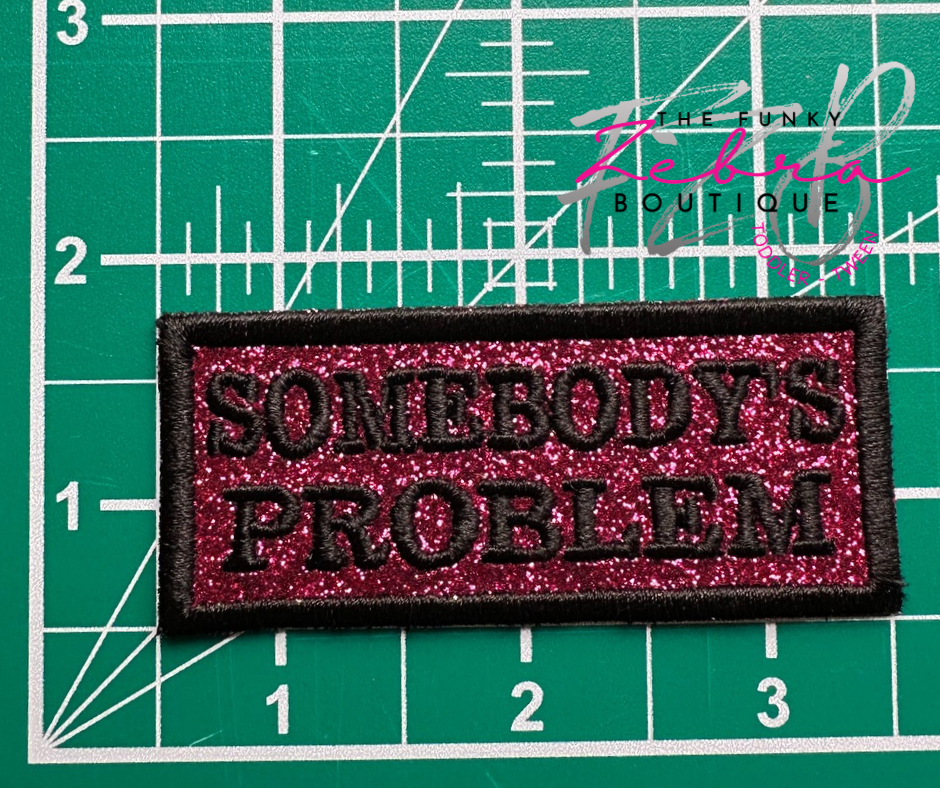 3
THE FUNKY
Zebra
BOUTIQUE
TODDLER - TWEEN
2
SOMEBODY'S
PROBLEM
1
1 2 3